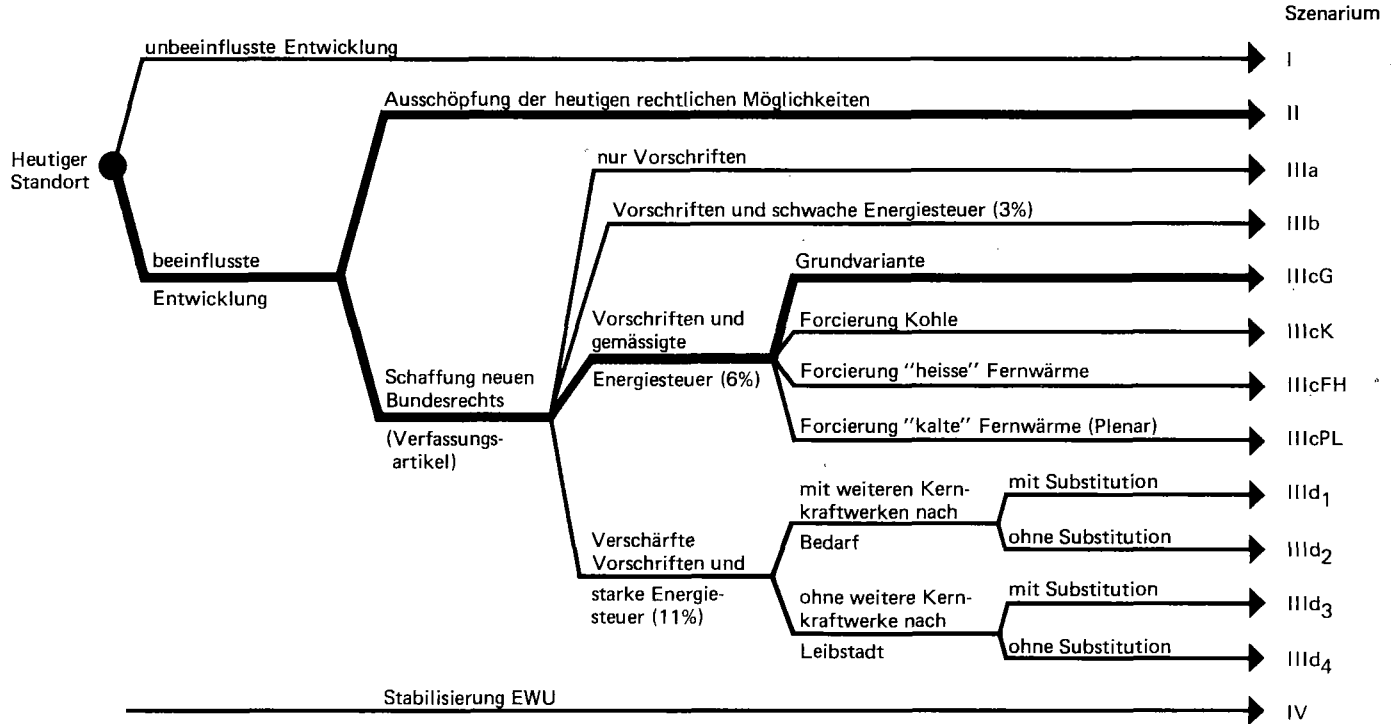 Szenarium
unbeeinflusste Entwicklung
I
Ausschöpfung der heutigen rechtlichen Möglichkeiten
II
Heutiger
Standort
nur Vorschriften
IIIa
Vorschriften und schwache Energiesteuer (3%)
IIIb
beeinflusste
Entwicklung
Grundvariante
IIIcG
Vorschriften und
gemässigte
Energiesteuer (6%)
Forcierung Kohle
IIIcK
Forcierung "heisse" Fernwärme
IIIcFH
Schaffung neuen
Bundesrechts
(Verfassungs-
artikel)
Forcierung "kalte" Fernwärme (Plenar)
IIIcPL
mit weiteren Kern-
kraftwerken nach
Bedarf
mit Substitution
IIId1
ohne Substitution
IIId2
Verschärfte
Vorschriften und
starke Energie-
steuer (11%)
ohne weitere Kern-
kraftwerke nach
Leibstadt
mit Substitution
IIId3
ohne Substitution
IIId4
Stabilisierung EWU
IV